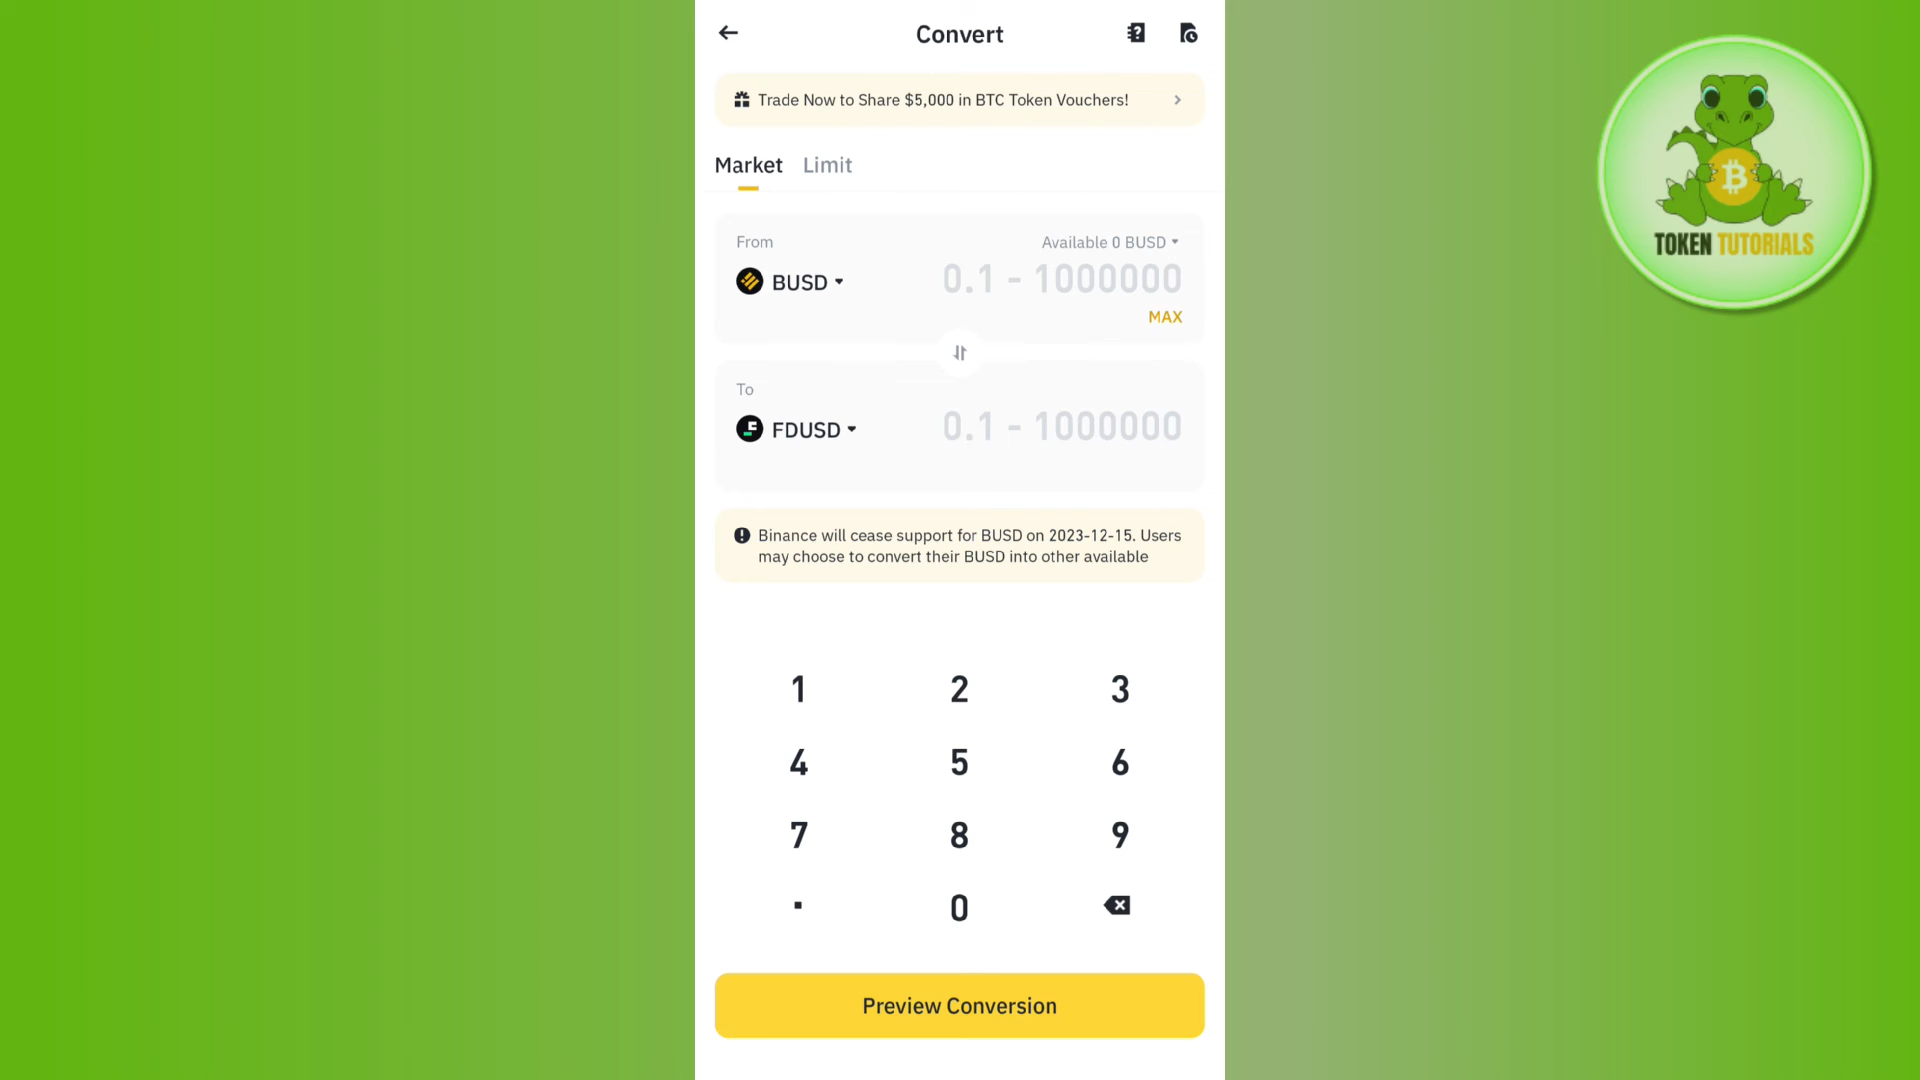 Convert
Trade Now to Share $5,000 in BTC Token Vouchers!
Market Limit
From
Available 0 BUSD
BUSD
0.1 - 1000000
MAX
To
FDUSD
0.1 - 1000000
Binance will cease support for BUSD on 2023-12-15. Users
may choose to convert their BUSD into other available
1 2 3
4 5 6
7 8 9
. 0
Preview Conversion
TOKEN TUTORIALS